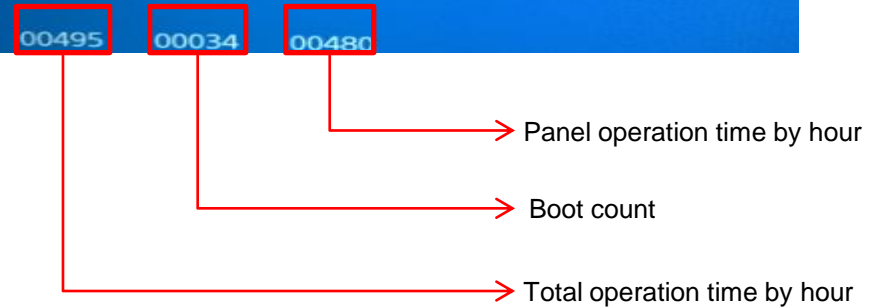 00495 00034 00480
Panel operation time by hour
Boot count
Total operation time by hour